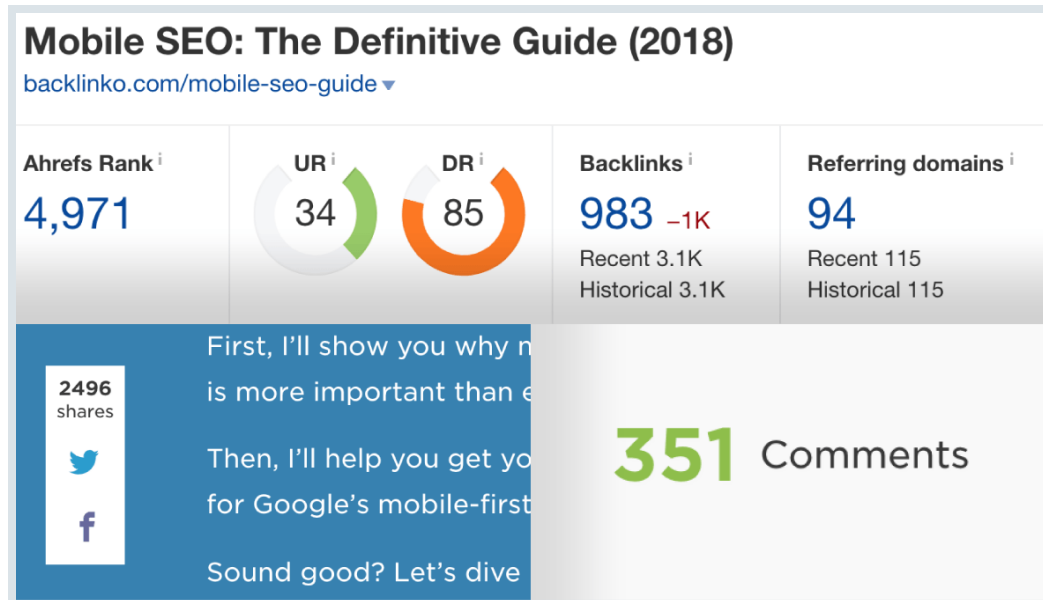 Mobile SEO: The Definitive Guide (2018)
backlinko.com/mobile-seo-guide
Ahrefs Rank i
4,971
UR i
34
DR i
85
Backlinks i
983 –1K
Recent 3.1K
Historical 3.1K
Referring domains i
94
Recent 115
Historical 115
2496
shares
f
First, I’ll show you why
is more important than
Then, I’ll help you get
for Google’s mobile-first
Sound good? Let’s dive
351 Comments